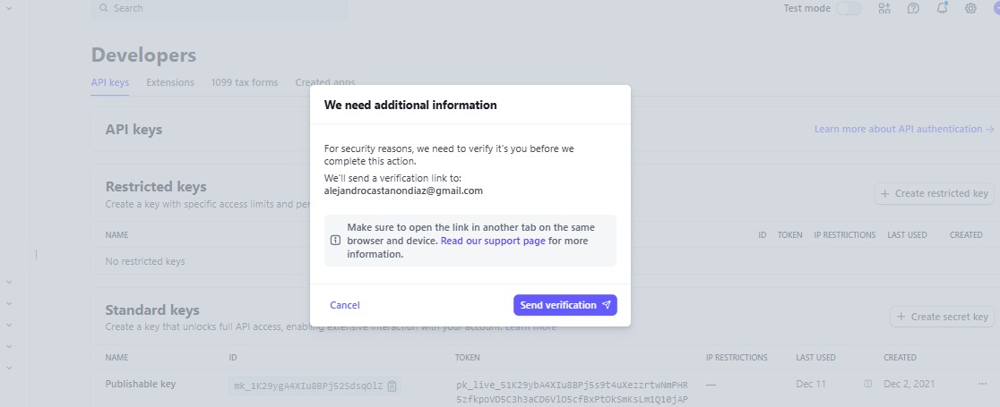 Search
Test mode
Developers
API keys Extensions 1099 tax forms Created apps
We need additional information
API keys
Learn more about API authentication →
For security reasons, we need to verify it's you before we
complete this action.
We'll send a verification link to:
alejandrocastanondiaz@gmail.com
Restricted keys
+ Create restricted key
Create a key with specific access limits and per
Make sure to open the link in another tab on the same
browser and device. Read our support page for more
information.
NAME ID TOKEN IP RESTRICTIONS LAST USED CREATED
No restricted keys
Cancel
Send verification
Standard keys
+ Create secret key
Create a key that unlocks full API access, enabling extensive interaction with your account. Learn more
NAME ID TOKEN IP RESTRICTIONS LAST USED CREATED
Publishable key — Dec 11 Dec 2, 2021 ...